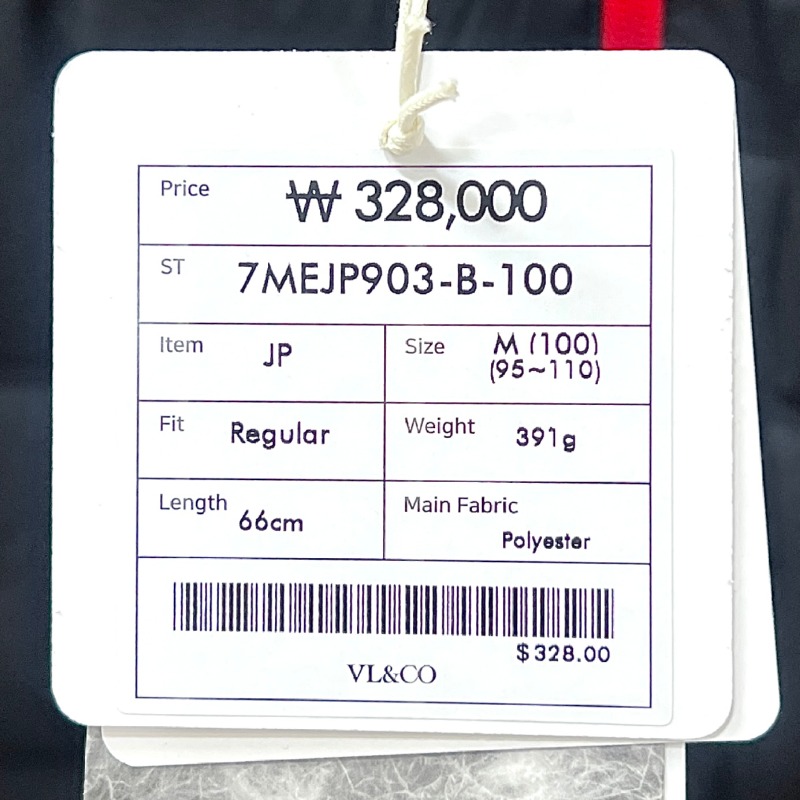 Price ₩ 328,000
ST 7MEJP903-B-100
Item JP Size M (100)
(95~110)
Fit Regular Weight 391g
Length 66cm Main Fabric
Polyester
$328.00
VL&CO